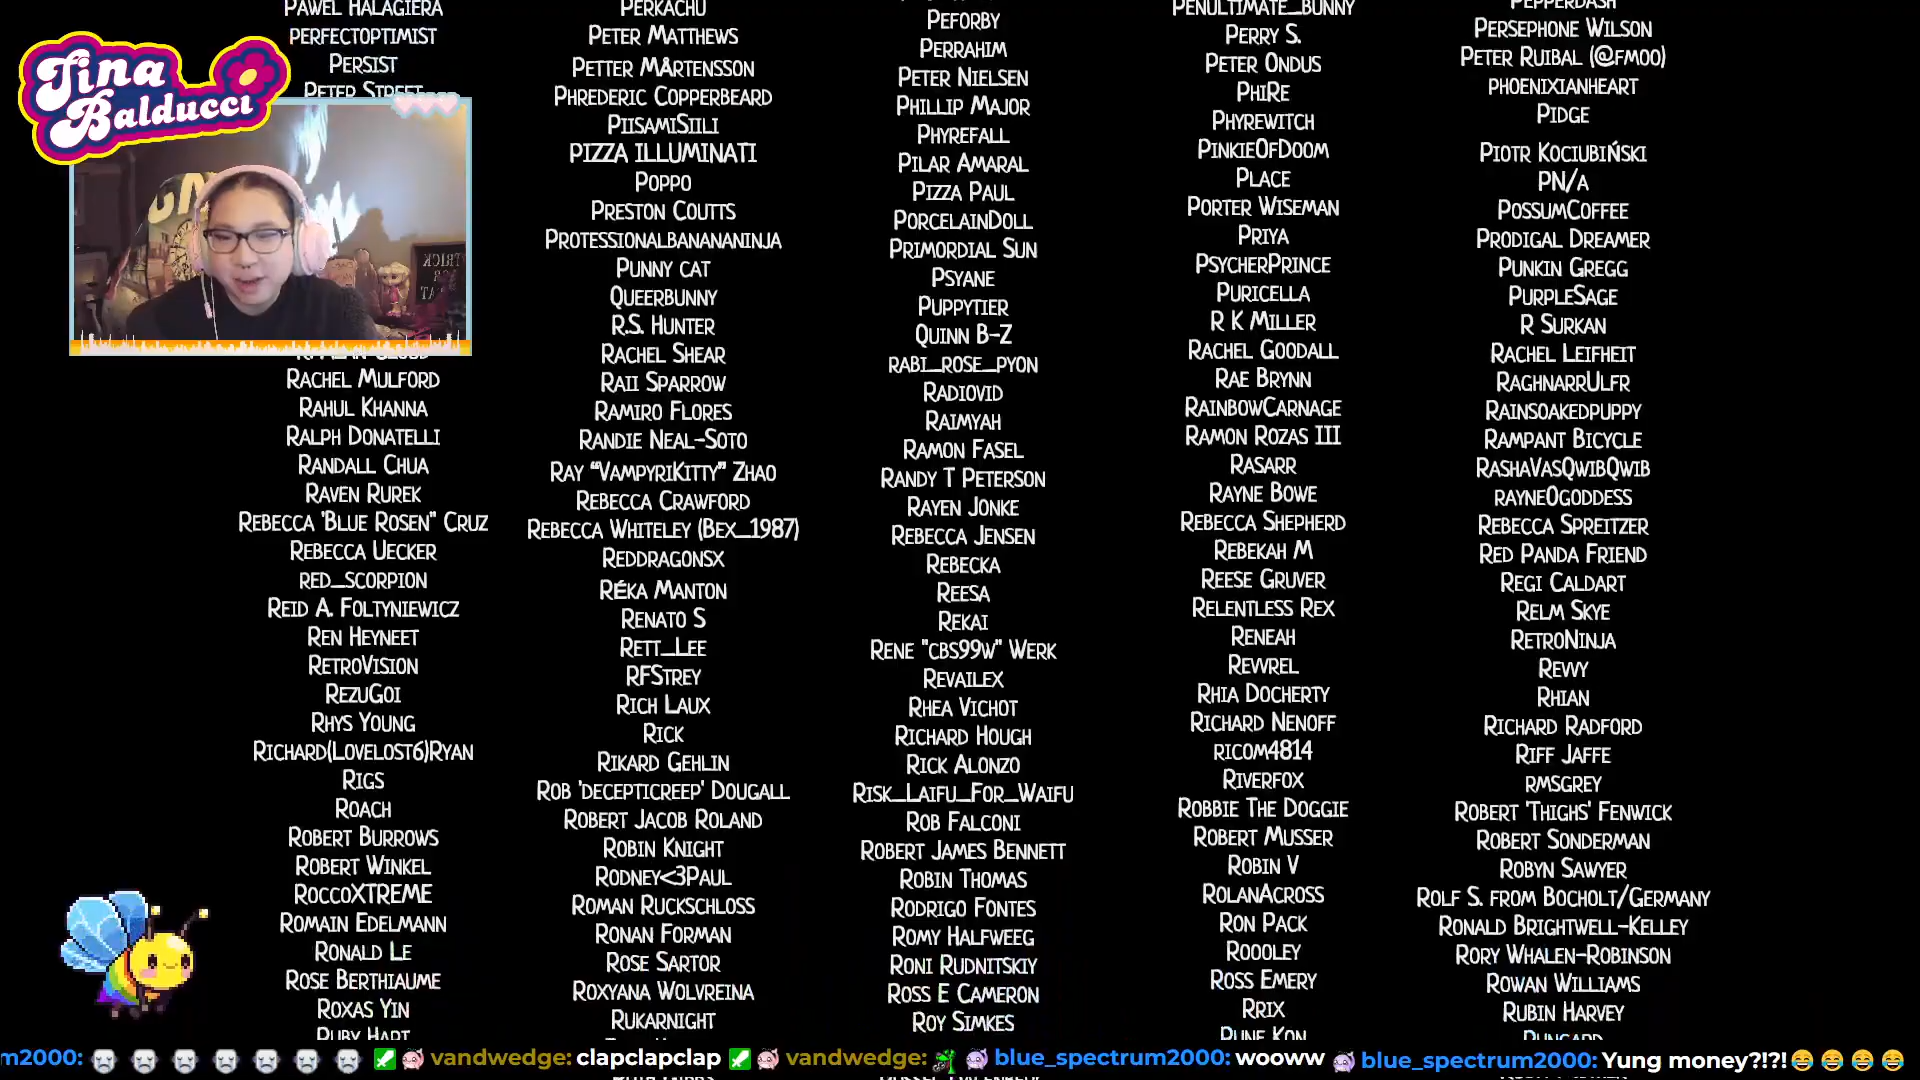 Tina
Balducci
PAWEL HALAGIERA
PERFECTOPTIMIST
PERSIST
PETER STREET
RACHEL MULFORD
RAHUL KHANNA
RALPH DONATELLI
RANDALL CHUA
RAVEN RUREK
REBECCA 'BLUE ROSEN" CRUZ
REBECCA UECKER
RED_SCORPION
REID A. FOLTYNIEWICZ
REN HEYNEET
RETROVISION
REZUGOI
RHYS YOUNG
RICHARD(LOVELOST6)RYAN
RIGS
ROACH
ROBERT BURROWS
ROBERT WINKEL
ROCCOXTREME
ROMAIN EDELMANN
RONALD LE
ROSE BERTHIAUME
ROXAS YIN
RUBY HART
PERKACHU
PETER MATTHEWS
PETTER MÅRTENSSON
PHREDERIC COPPERBEARD
PIISAMISIILI
PIZZA ILLUMINATI
POPPO
PRESTON COUTTS
PROTESSIONALBANANANINJA
PUNNY CAT
QUEERBUNNY
R.S. HUNTER
RACHEL SHEAR
RAII SPARROW
RAMIRO FLORES
RANDIE NEAL-SOTO
RAY “VAMPYRIKITTY” ZHAO
REBECCA CRAWFORD
REBECCA WHITELEY (BEX_1987)
REDDRAGONSX
RÉKA MANTON
RENATO S
RETT_LEE
RFSTREY
RICH LAUX
RICK
RIKARD GEHLIN
ROB 'DECEPTICREEP' DOUGALL
ROBERT JACOB ROLAND
ROBIN KNIGHT
RODNEY<3PAUL
ROMAN RUCKSCHLOSS
RONAN FORMAN
ROSE SARTOR
ROXYANA WOLVREINA
RUKARNIGHT
PEFORBY
PERRAHIM
PETER NIELSEN
PHILLIP MAJOR
PHYREFALL
PILAR AMARAL
PIZZA PAUL
PORCELAINDOLL
PRIMORDIAL SUN
PSYANE
PUPPYTIER
QUINN B-Z
RABI_ROSE_PYON
RADIOVID
RAIMYAH
RAMON FASEL
RANDY T PETERSON
RAYEN JONKE
REBECCA JENSEN
REBECKA
REESA
REKAI
RENE "CBS99W" WERK
REVAILEX
RHEA VICHOT
RICHARD HOUGH
RICK ALONZO
RISK_LAIFU_FOR_WAIFU
ROB FALCONI
ROBERT JAMES BENNETT
ROBIN THOMAS
RODRIGO FONTES
ROMY HALFWEEG
RONI RUDNITSKIY
ROSS E CAMERON
ROY SIMKES
PENULTIMATE_BUNNY
PERRY S.
PETER ONDUS
PHIRE
PHYREWITCH
PINKIEOFDOOM
PLACE
PORTER WISEMAN
PRIYA
PSYCHERPRINCE
PURICELLA
R K MILLER
RACHEL GOODALL
RAE BRYNN
RAINBOWCARNAGE
RAMON ROZAS III
RASARR
RAYNE BOWE
REBECCA SHEPHERD
REBEKAH M
REESE GRUVER
RELENTLESS REX
RENEAH
REVVREL
RHIA DOCHERTY
RICHARD NENOFF
RICOM4814
RIVERFOX
ROBBIE THE DOGGIE
ROBERT MUSSER
ROBIN V
ROLANACROSS
RON PACK
ROOOLEY
ROSS EMERY
RRIX
RUNE KON
PEPPERDASH
PERSEPHONE WILSON
PETER RUIBAL (@FMOO)
PHOENIXIANHEART
PIDGE
PIOTR KOCIUBIŃSKI
PN/A
POSSUMCOFFEE
PRODIGAL DREAMER
PUNKIN GREGG
PURPLESAGE
R SURKAN
RACHEL LEIFHEIT
RAGHNARRULFR
RAINSOAKEDPUPPY
RAMPANT BICYCLE
RASHAVASQWIBQWIB
RAYNEOGODDESS
REBECCA SPREITZER
RED PANDA FRIEND
REGI CALDART
RELM SKYE
RETRONINJA
REVVY
RHIAN
RICHARD RADFORD
RIFF JAFFE
RMSGREY
ROBERT 'THIGHS' FENWICK
ROBERT SONDERMAN
ROBYN SAWYER
ROLF S. FROM BOCHOLT/GERMANY
RONALD BRIGHTWELL-KELLEY
RORY WHALEN-ROBINSON
ROWAN WILLIAMS
RUBIN HARVEY
m2000: vandwedge: clapclapclap vandwedge: blue_spectrum2000: wooww blue_spectrum2000: Yung money?!?!😂😂😂😂